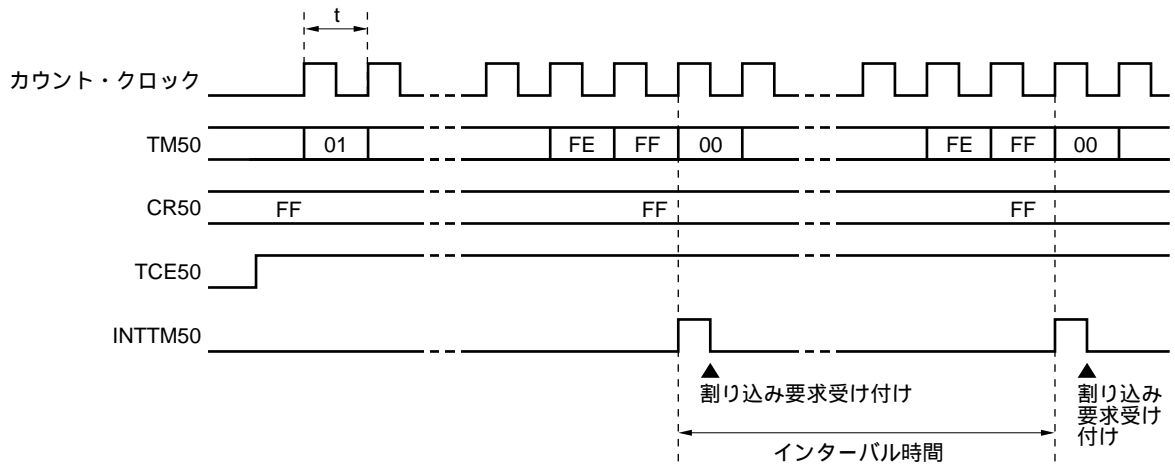 t
カウント・クロック
TM50 01 FE FF 00 FE FF 00
CR50 FF FF FF
TCE50
INTTM50
割り込み要求受け付け
割り込み
要求受け
付け
インターバル時間